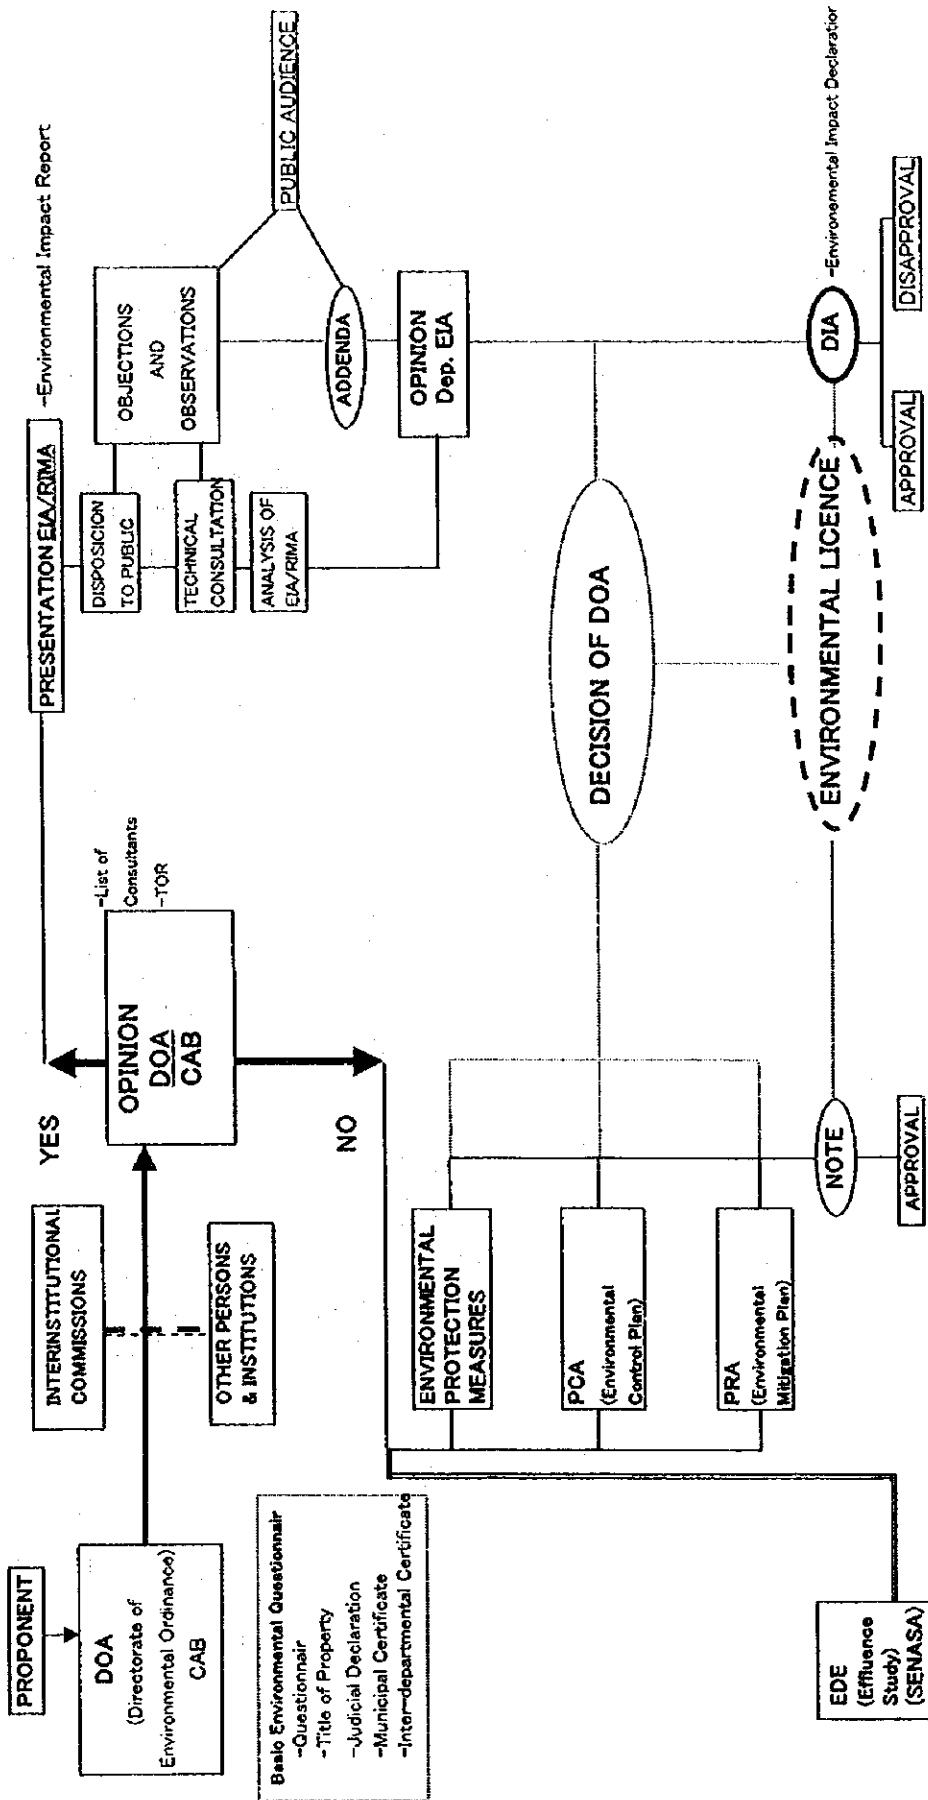 PROPONENT
DOA
(Directorate of
Environmental Ordinance)
CAB
Basic Environmental Questionnair
-Questionnair
-Title of Property
-Judicial Declaration
-Municipal Certificate
-Inter-departmental Certificate
INTERINSTITUTIONAL
COMMISSIONS
OTHER PERSONS
& INSTITUTIONS
YES
OPINION
DOA
CAB
NO
-List of
Consultants
-TOR
PRESENTATION EIA/RIMA
-Environmental Impact Report
DISPOSICION
TO PUBLIC
TECHNICAL
CONSULTATION
ANALYSIS OF
EIA/RIMA
OBJECTIONS
AND
OBSERVATIONS
PUBLIC AUDIENCE
ADDENDA
OPINION
Dep. EIA
ENVIRONMENTAL
PROTECTION
MEASURES
PCA
(Environmental
Control Plan)
PRA
(Environmental
Mitigation Plan)
EDE
(Effluence
Study)
(SENASA)
DECISION OF DOA
NOTE
APPROVAL
ENVIRONMENTAL LICENCE
DIA
-Environemental Impact Declaration
APPROVAL
DISAPPROVAL